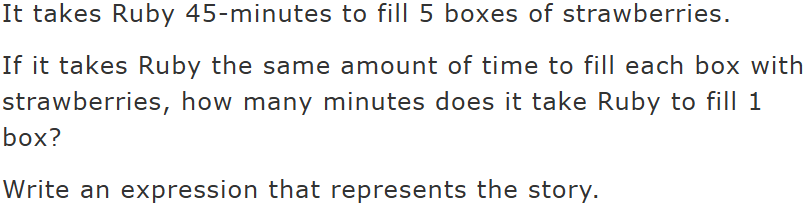 It takes Ruby 45-minutes to fill 5 boxes of strawberries.
If it takes Ruby the same amount of time to fill each box with
strawberries, how many minutes does it take Ruby to fill 1
box?
Write an expression that represents the story.